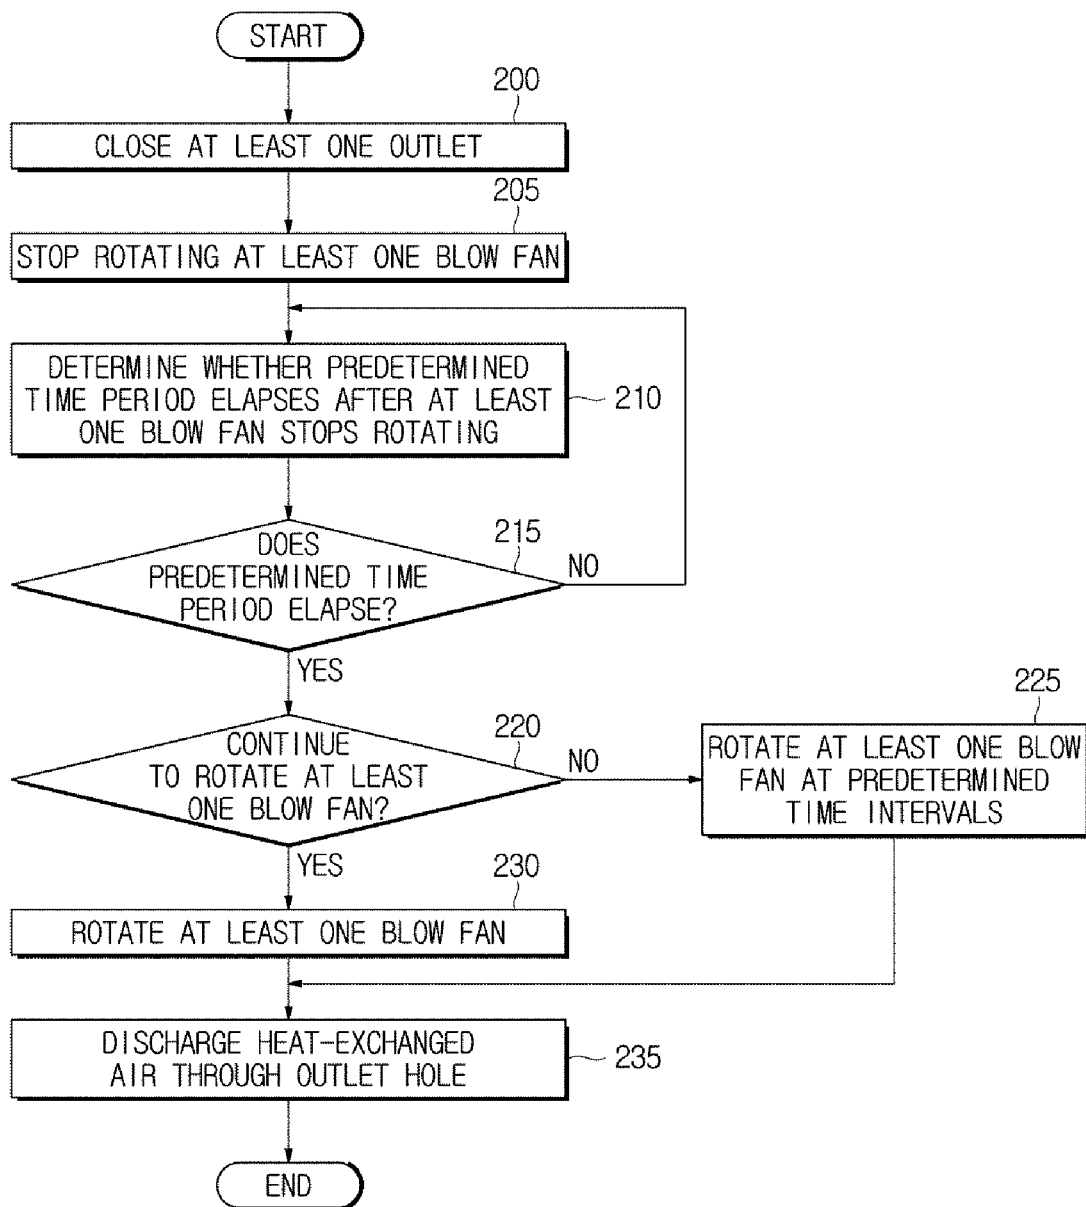 START
200
CLOSE AT LEAST ONE OUTLET
205
STOP ROTATING AT LEAST ONE BLOW FAN
DETERMINE WHETHER PREDETERMINED
TIME PERIOD ELAPSES AFTER AT LEAST
ONE BLOW FAN STOPS ROTATING
210
215
DOES
PREDETERMINED TIME
PERIOD ELAPSE?
NO
YES
220
CONTINUE
TO ROTATE AT LEAST
ONE BLOW FAN?
NO
225
ROTATE AT LEAST ONE BLOW
FAN AT PREDETERMINED
TIME INTERVALS
YES
230
ROTATE AT LEAST ONE BLOW FAN
DISCHARGE HEAT-EXCHANGED
AIR THROUGH OUTLET HOLE
235
END